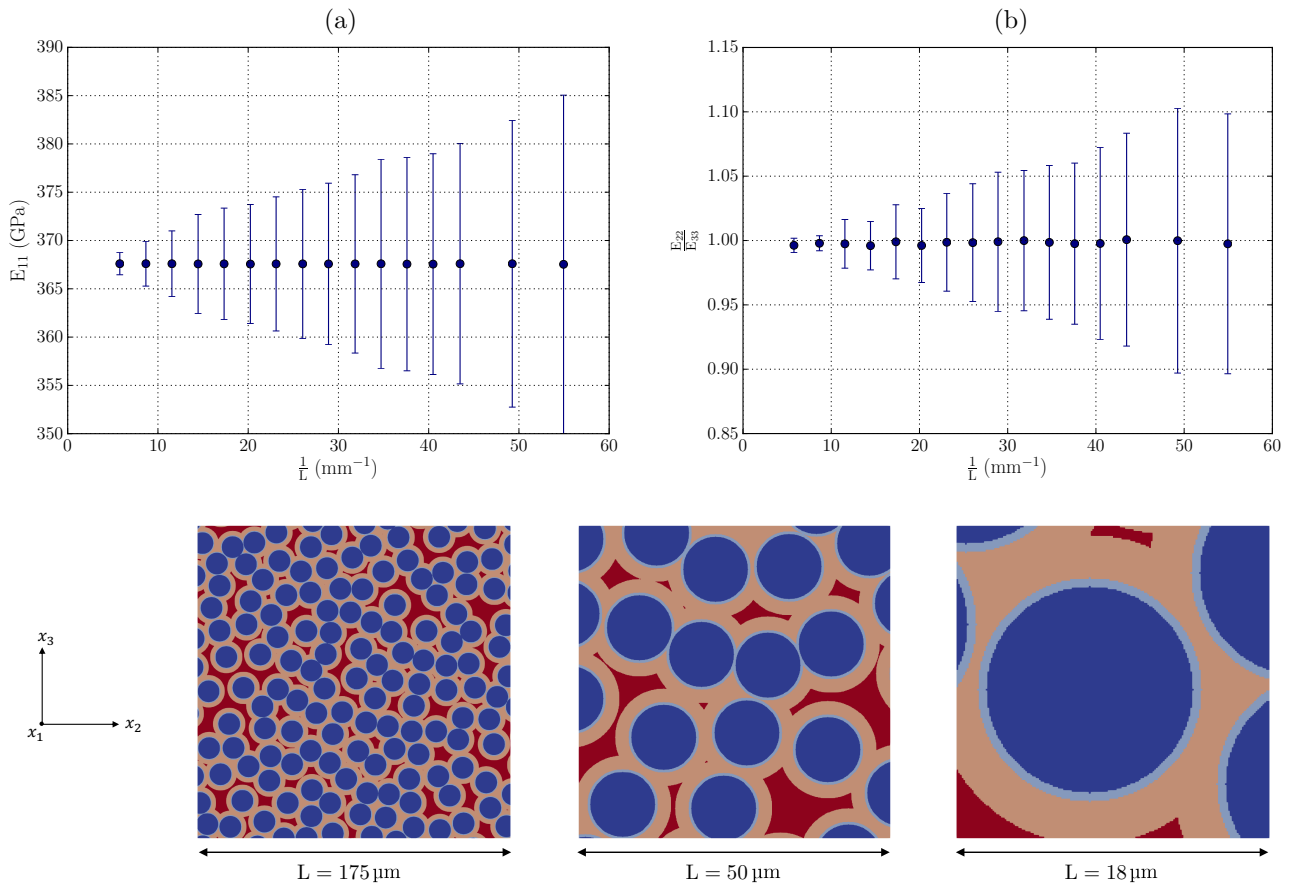 (a)
390
385
380
375
370
365
360
355
350
E11 (GPa)
0 10 20 30 40 50 60
1/L (mm−1)
(b)
1.15
1.10
1.05
1.00
0.95
0.90
0.85
E22/E33
0 10 20 30 40 50 60
1/L (mm−1)
x3
x1
x2
L = 175 µm
L = 50 µm
L = 18 µm